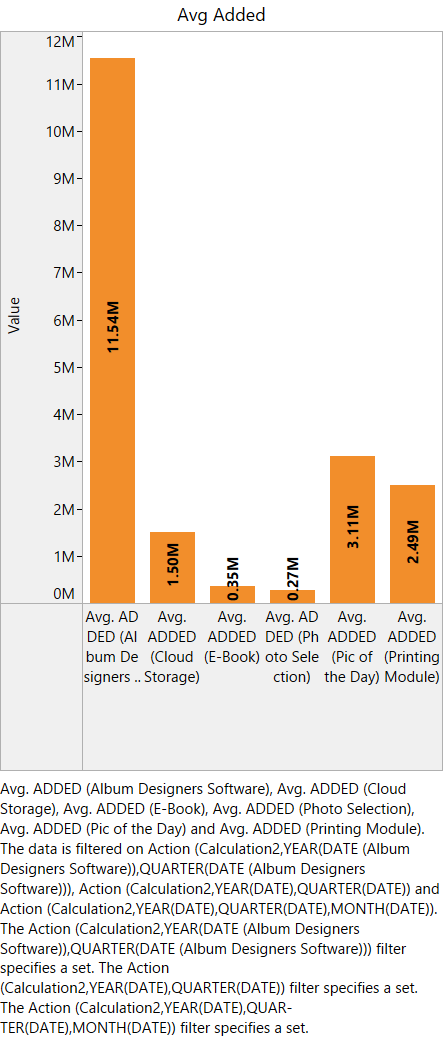 Avg Added
12M
11M
10M
9M
8M
7M
6M
5M
4M
3M
2M
1M
0M
Value
11.54M
1.50M
0.35M
0.27M
3.11M
2.49M
Avg. AD
DED (Al
bum De
signers ..
Avg.
ADDED
(Cloud
Storage)
Avg.
ADDED
(E-Book)
Avg. AD
DED (Ph
oto Sele
ction)
Avg.
ADDED
(Pic of
the Day)
Avg.
ADDED
(Printing
Module)
Avg. ADDED (Album Designers Software), Avg. ADDED (Cloud
Storage), Avg. ADDED (E-Book), Avg. ADDED (Photo Selection),
Avg. ADDED (Pic of the Day) and Avg. ADDED (Printing Module).
The data is filtered on Action (Calculation2,YEAR(DATE (Album
Designers Software)),QUARTER(DATE (Album Designers
Software))), Action (Calculation2,YEAR(DATE),QUARTER(DATE)) and
Action (Calculation2,YEAR(DATE),QUARTER(DATE),MONTH(DATE)).
The Action (Calculation2,YEAR(DATE (Album Designers
Software)),QUARTER(DATE (Album Designers Software))) filter
specifies a set. The Action
(Calculation2,YEAR(DATE),QUARTER(DATE)) filter specifies a set.
The Action (Calculation2,YEAR(DATE),QUAR-
TER(DATE),MONTH(DATE)) filter specifies a set.